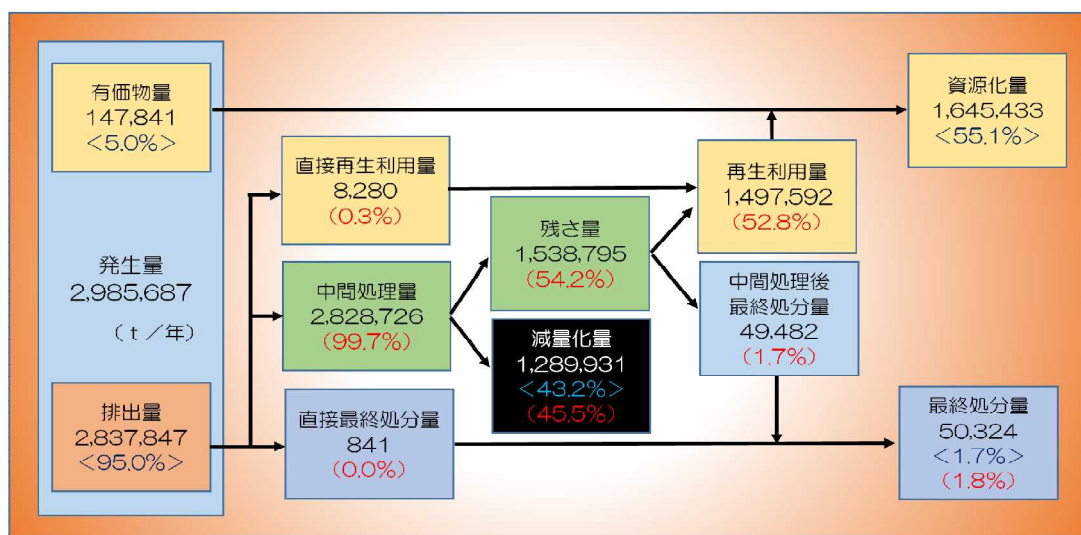 有価物量
147,841
<5.0%>
発生量
2,985,687
(t/年)
排出量
2,837,847
<95.0%>
直接再生利用量
8,280
(0.3%)
中間処理量
2,828,726
(99.7%)
直接最終処分量
841
(0.0%)
残さ量
1,538,795
(54.2%)
減量化量
1,289,931
<43.2%>
(45.5%)
再生利用量
1,497,592
(52.8%)
中間処理後
最終処分量
49,482
(1.7%)
資源化量
1,645,433
<55.1%>
最終処分量
50,324
<1.7%>
(1.8%)